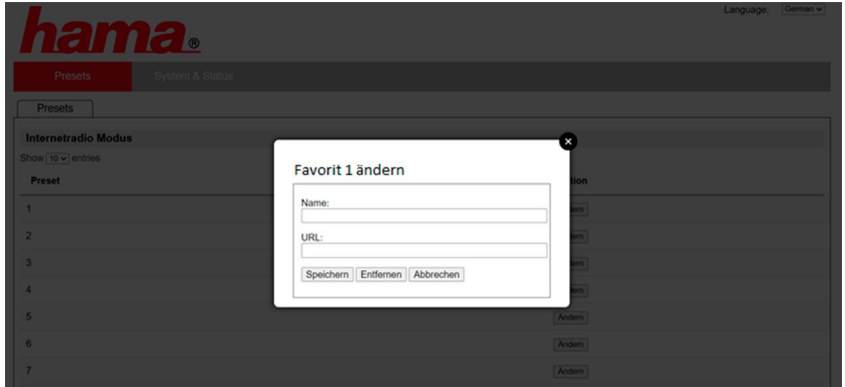 Language: German
hama®
Presets System & Status
Presets
Internetradio Modus
Show 10 entries
Preset
1
2
3
4
5 Ändern
6 Ändern
7 Ändern
Favorit 1 ändern
Name:
URL:
Speichern Entfernen Abbrechen